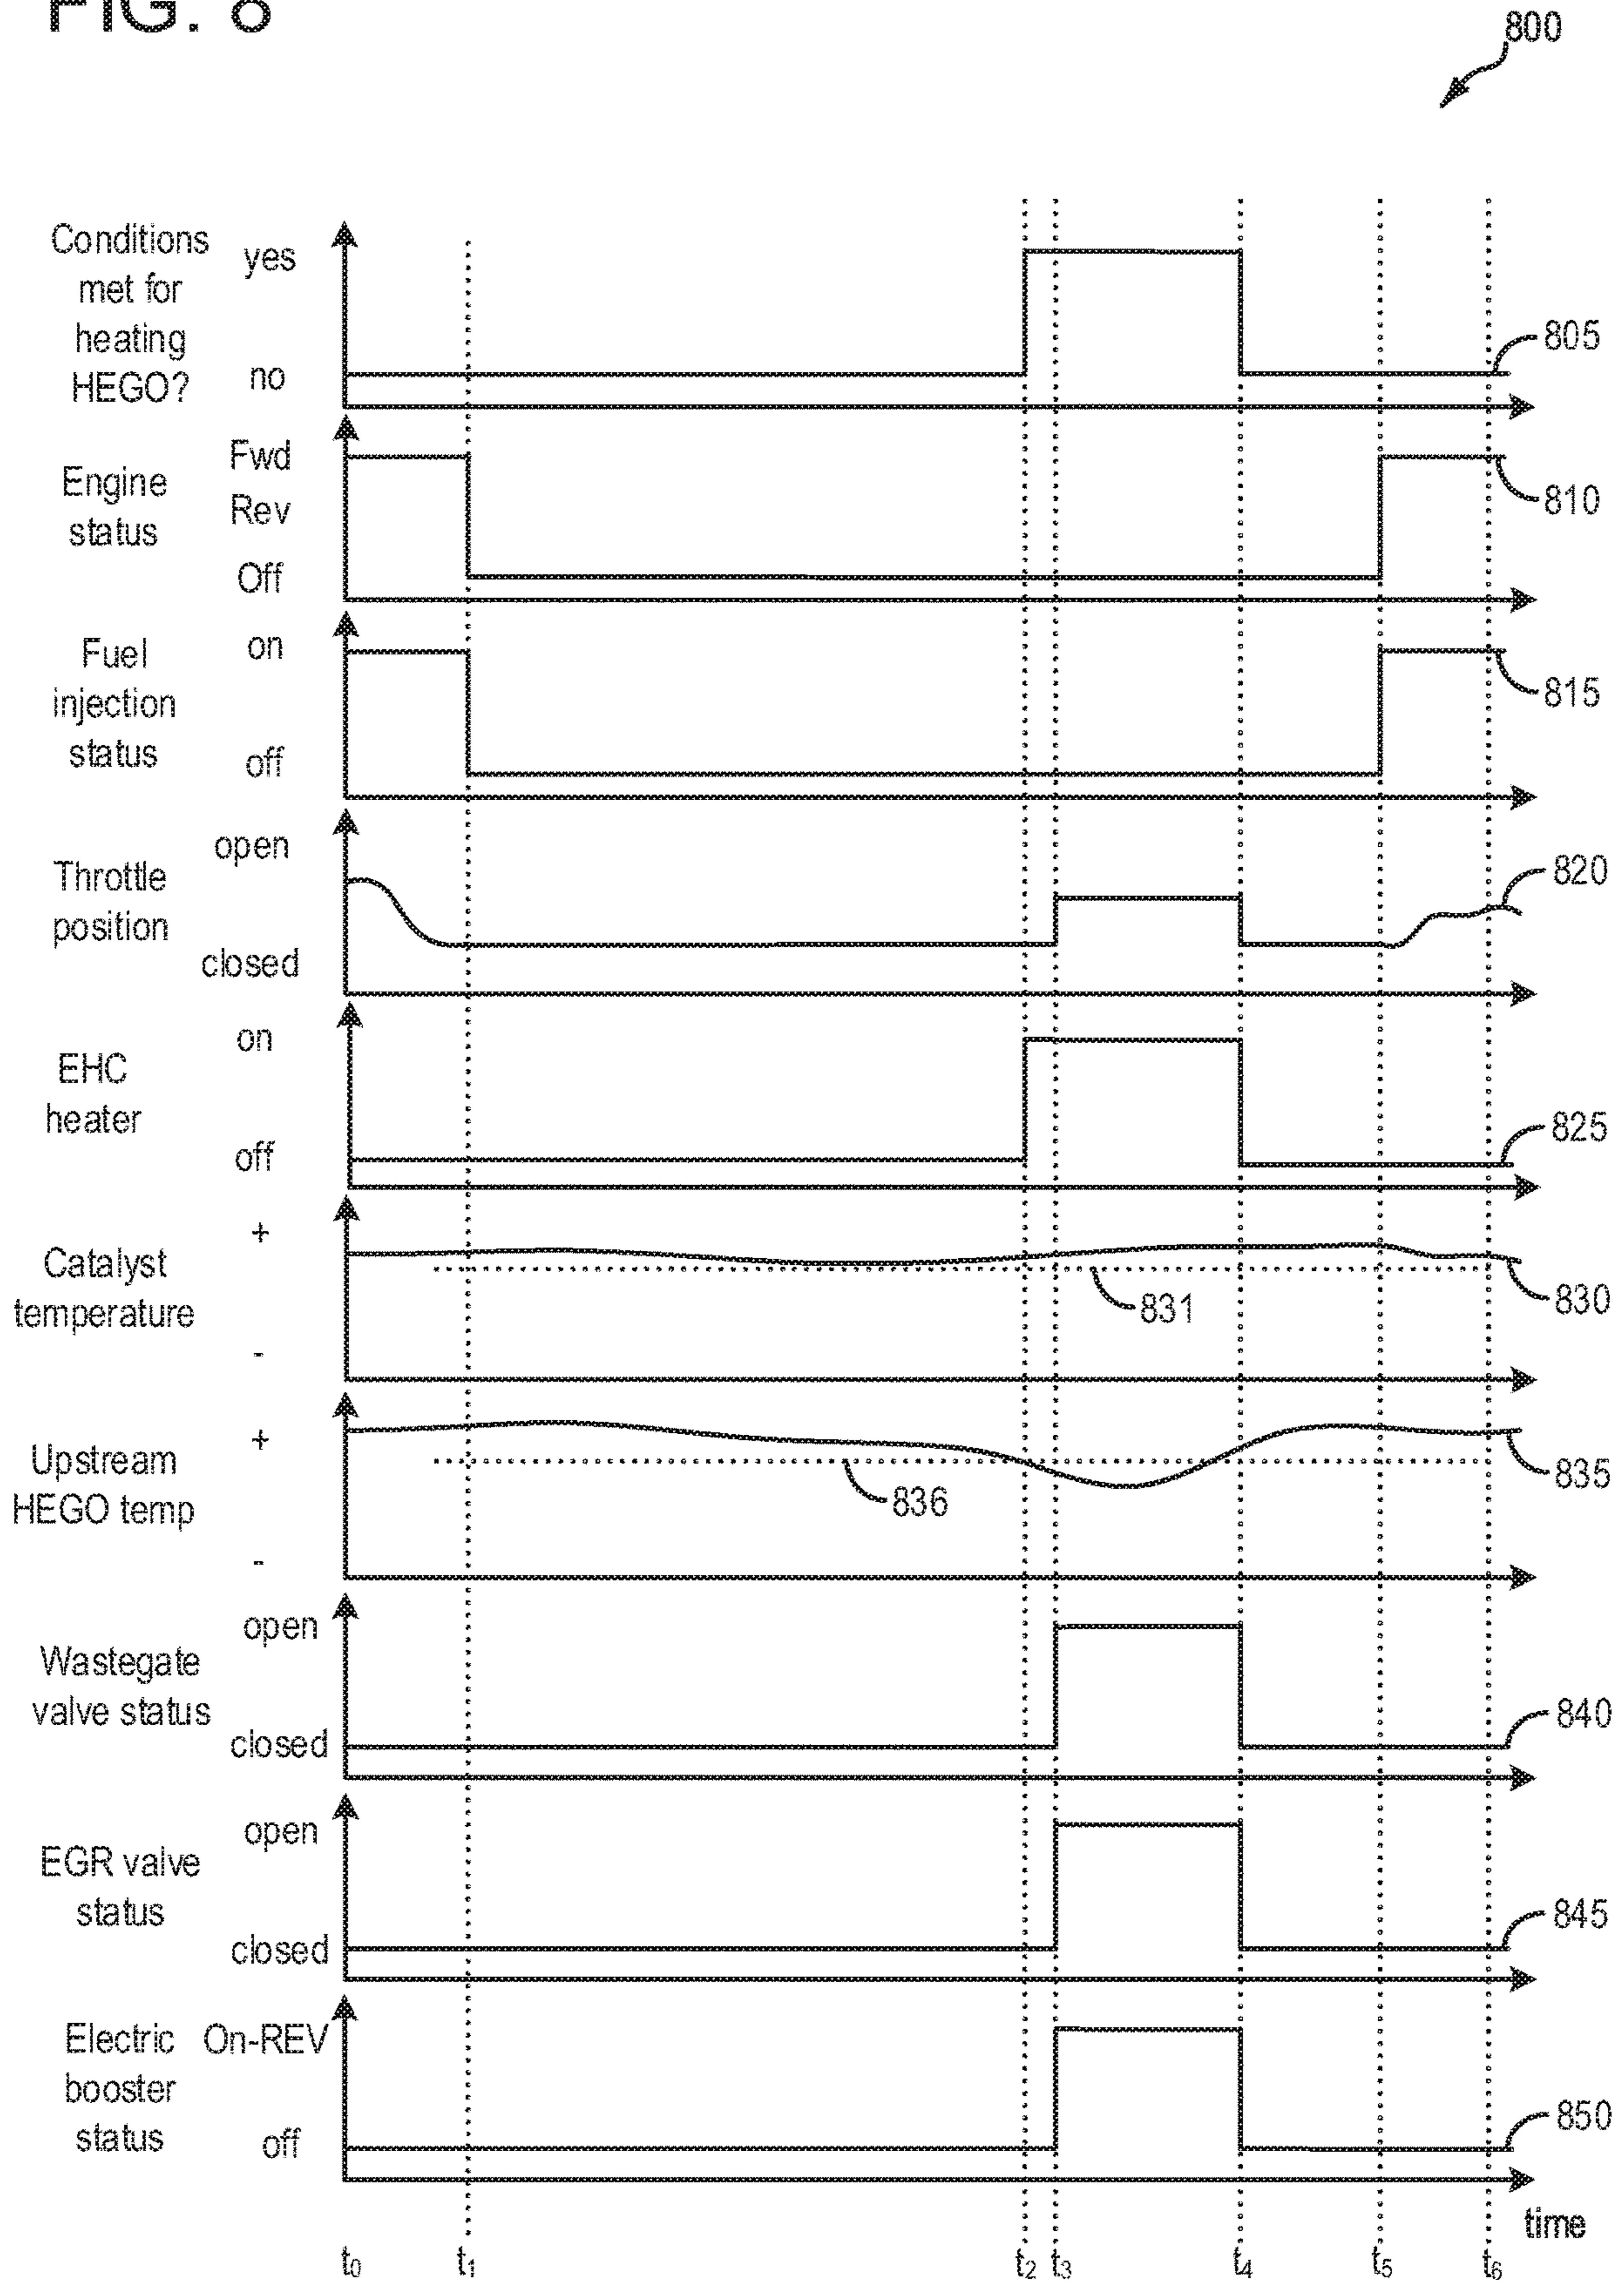 FIG. 8
800
Conditions
met for
heating
HEGO?
yes
no
805
Engine
status
Fwd
Rev
Off
810
Fuel
injection
status
on
off
815
Throttle
position
open
closed
820
EHC
heater
on
off
825
Catalyst
temperature
+
-
831
830
Upstream
HEGO temp
+
-
836
835
Wastegate
valve status
open
closed
840
EGR valve
status
open
closed
845
Electric
booster
status
On-REV
off
850
time
t0 t1 t2 t3 t4 t5 t6